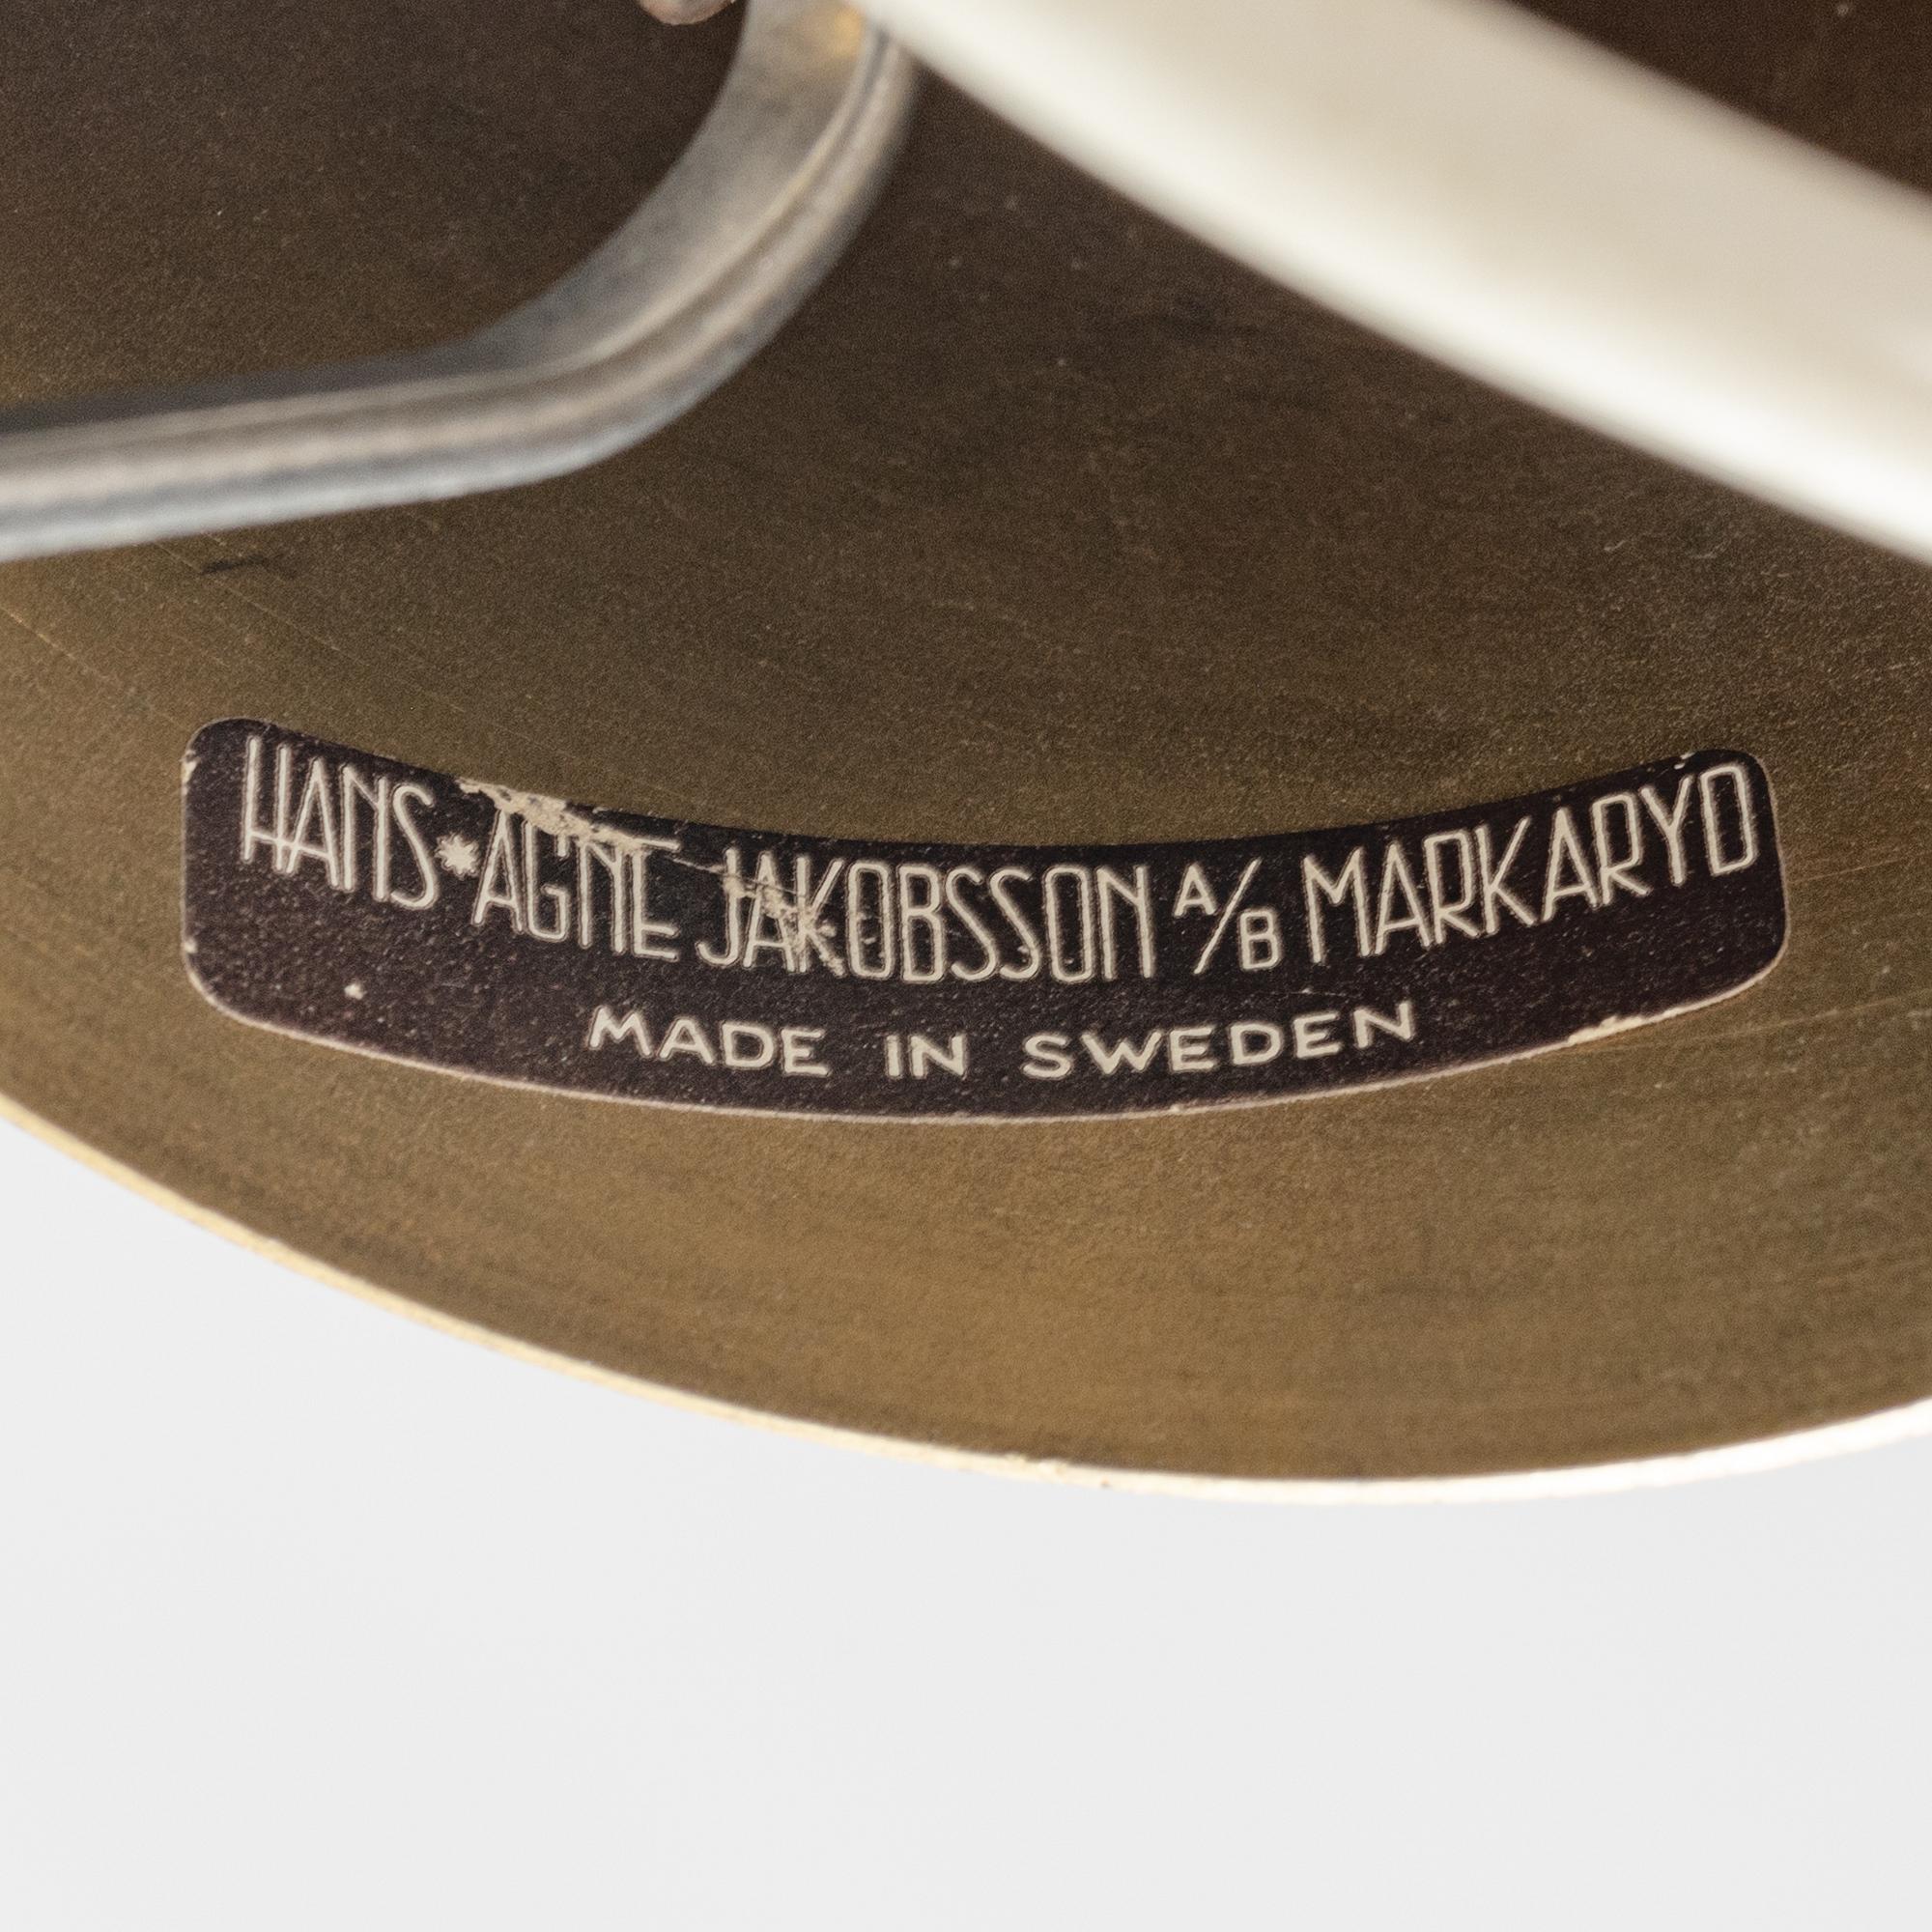 HANS*AGNE JAKOBSSON A/B MARKARYD
MADE IN SWEDEN